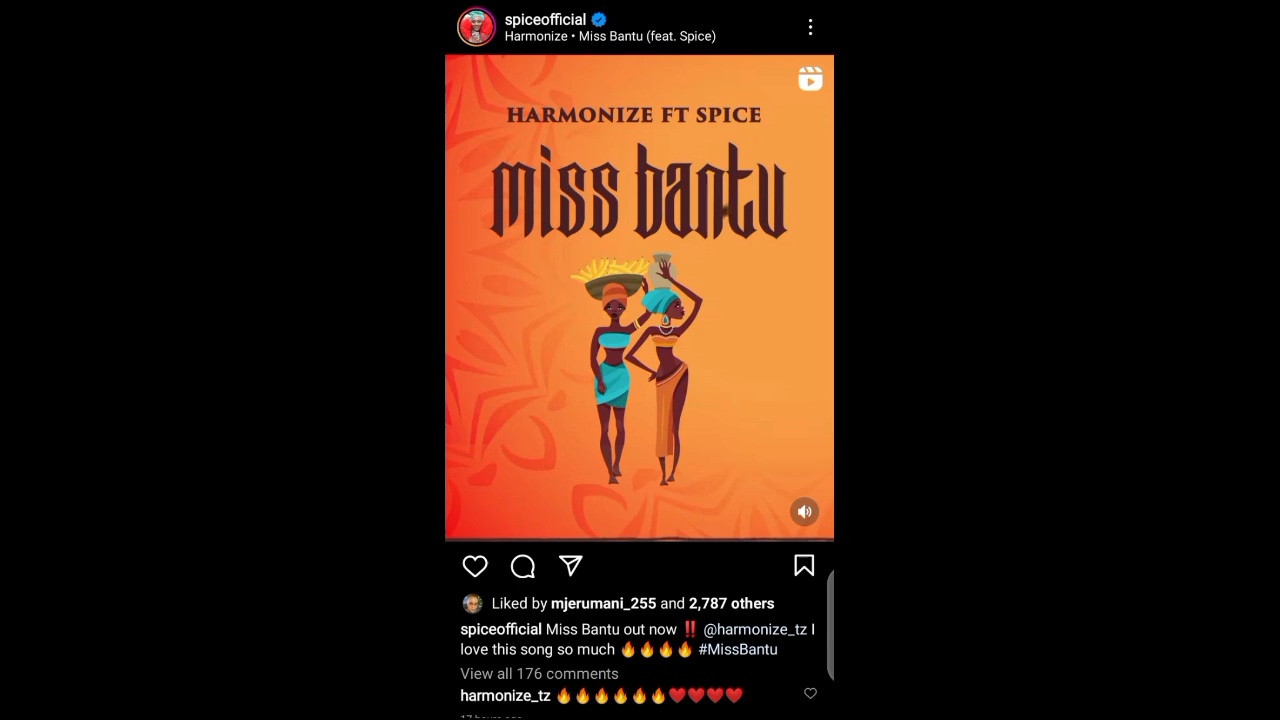 spiceofficial
Harmonize • Miss Bantu (feat. Spice)
HARMONIZE FT SPICE
miss bantu
Liked by mjerumani_255 and 2,787 others
spiceofficial Miss Bantu out now ‼️ @harmonize_tz I
love this song so much 🔥🔥🔥🔥 #MissBantu
View all 176 comments
harmonize_tz 🔥🔥🔥🔥🔥🔥❤️❤️❤️❤️